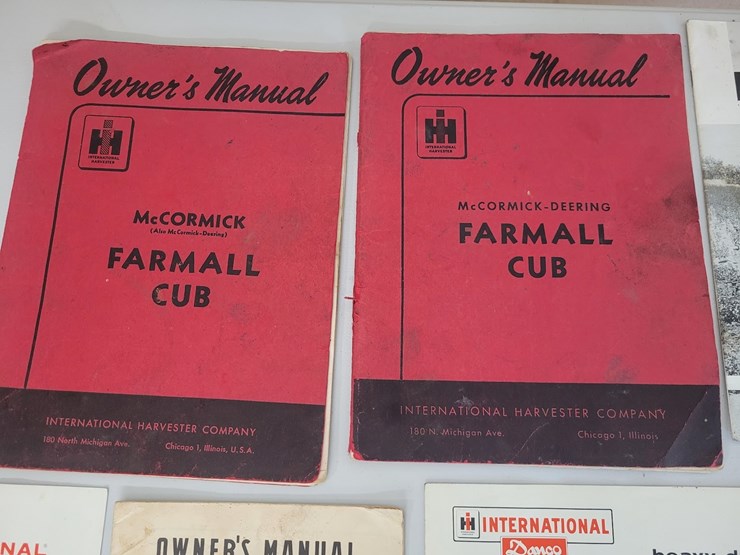 Owner's Manual
INTERNATIONAL
HARVESTER
McCORMICK
(Also McCormick-Deering)
FARMALL
CUB
INTERNATIONAL HARVESTER COMPANY
180 North Michigan Ave. Chicago 1, Illinois, U.S.A.
Owner's Manual
INTERNATIONAL
HARVESTER
McCORMICK-DEERING
FARMALL
CUB
INTERNATIONAL HARVESTER COMPANY
180 N. Michigan Ave. Chicago 1, Illinois
NAL
OWNER'S MANUAL
INTERNATIONAL
Danco